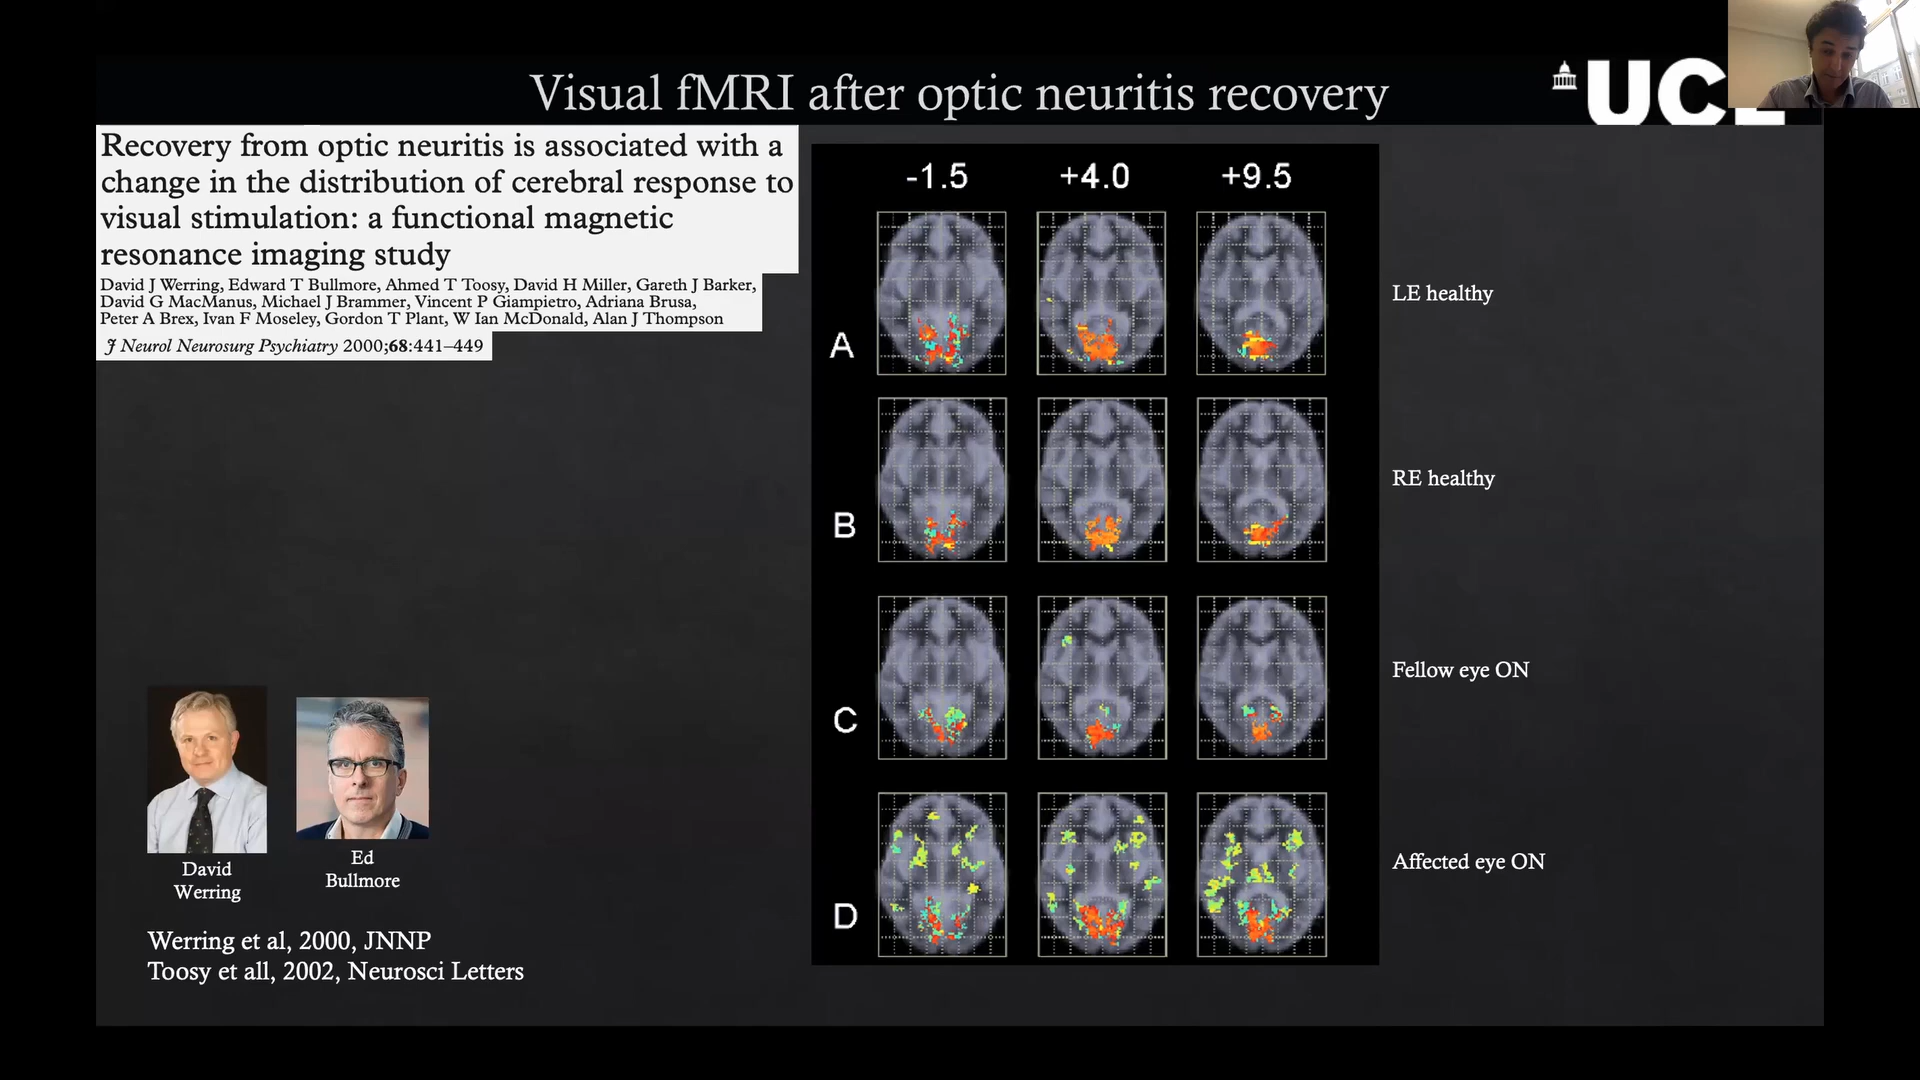 Visual fMRI after optic neuritis recovery
Recovery from optic neuritis is associated with a
change in the distribution of cerebral response to
visual stimulation: a functional magnetic
resonance imaging study
David J Werring, Edward T Bullmore, Ahmed T Toosy, David H Miller, Gareth J Barker,
David G MacManus, Michael J Brammer, Vincent P Giampietro, Adriana Brusa,
Peter A Brex, Ivan F Moseley, Gordon T Plant, W Ian McDonald, Alan J Thompson
J Neurol Neurosurg Psychiatry 2000;68:441–449
-1.5 +4.0 +9.5
A
LE healthy
B
RE healthy
C
Fellow eye ON
D
Affected eye ON
David
Werring
Ed
Bullmore
Werring et al, 2000, JNNP
Toosy et all, 2002, Neurosci Letters